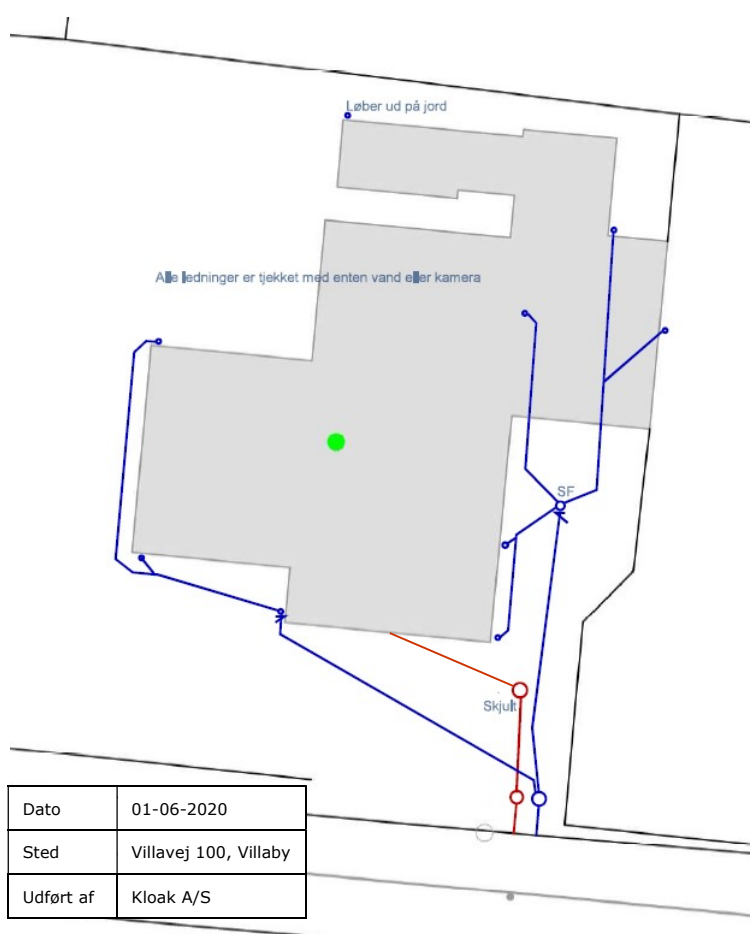 Løber ud på jord
Alle ledninger er tjekket med enten vand eller kamera
SF
Skjult
Dato 01-06-2020
Sted Villavej 100, Villaby
Udført af Kloak A/S